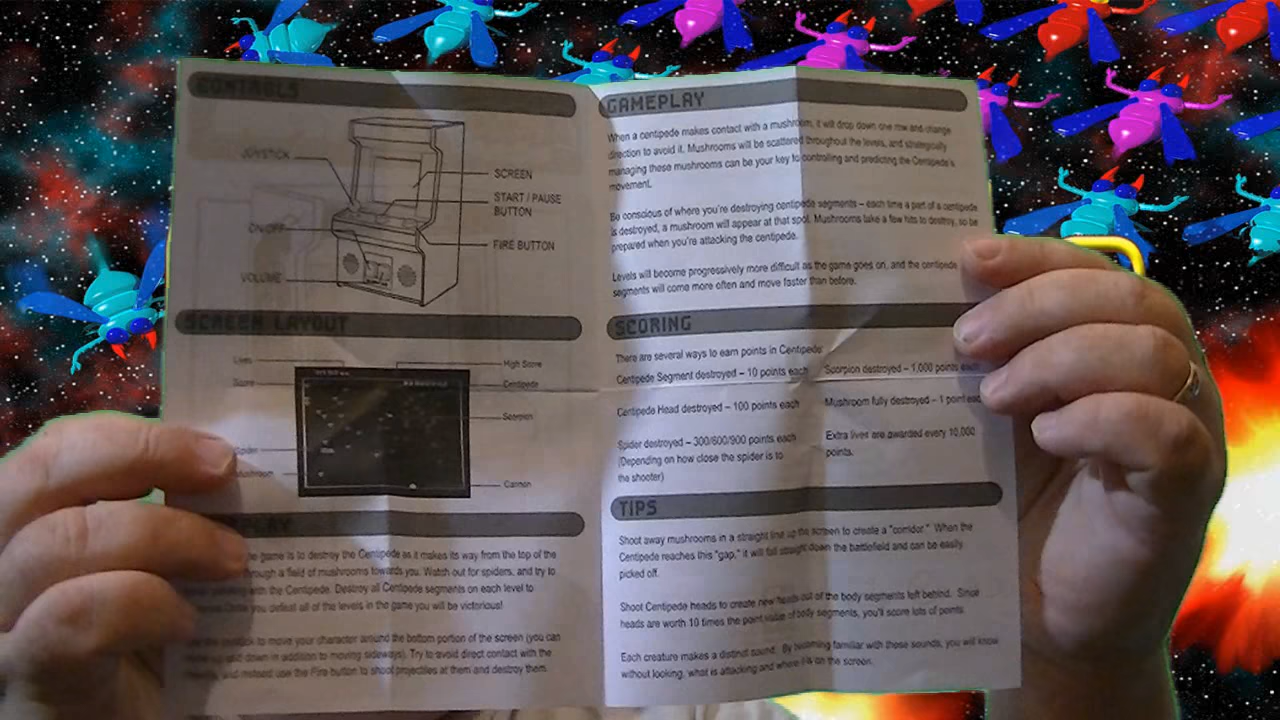 CONTROLS
JOYSTICK
SCREEN
START / PAUSE
BUTTON
ON/OFF
FIRE BUTTON
VOLUME
SCREEN LAYOUT
Lives
High Score
Score
Centipede
Scorpion
Spider
Mushroom
Cannon
PLAY
the game is to destroy the Centipede as it makes its way from the top of the
through a field of mushrooms towards you. Watch out for spiders, and try to
with the Centipede. Destroy all Centipede segments on each level to
you defeat all of the levels in the game you will be victorious!
to move your character around the bottom portion of the screen (you can
and down in addition to moving sideways). Try to avoid direct contact with the
and instead use the Fire button to shoot projectiles at them and destroy them.
GAMEPLAY
When a centipede makes contact with a mushroom, it will drop down one row and change
direction to avoid it. Mushrooms will be scattered throughout the levels, and strategically
managing these mushrooms can be your key to controlling and predicting the Centipede's
movement.
Be conscious of where you're destroying centipede segments – each time a part of a centipede
is destroyed, a mushroom will appear at that spot. Mushrooms take a few hits to destroy, so be
prepared when you're attacking the centipede.
Levels will become progressively more difficult as the game goes on, and the centipede
segments will come more often and move faster than before.
SCORING
There are several ways to earn points in Centipede:
Centipede Segment destroyed – 10 points each
Scorpion destroyed – 1,000 points each
Centipede Head destroyed – 100 points each
Mushroom fully destroyed – 1 point each
Spider destroyed – 300/600/900 points each
(Depending on how close the spider is to
the shooter)
Extra lives are awarded every 10,000
points.
TIPS
Shoot away mushrooms in a straight line up the screen to create a "corridor." When the
Centipede reaches this "gap," it will fall straight down the battlefield and can be easily
picked off.
Shoot Centipede heads to create new heads out of the body segments left behind. Since
heads are worth 10 times the point value of body segments, you'll score lots of points.
Each creature makes a distinct sound. By becoming familiar with these sounds, you will know
without looking, what is attacking and where it is on the screen.